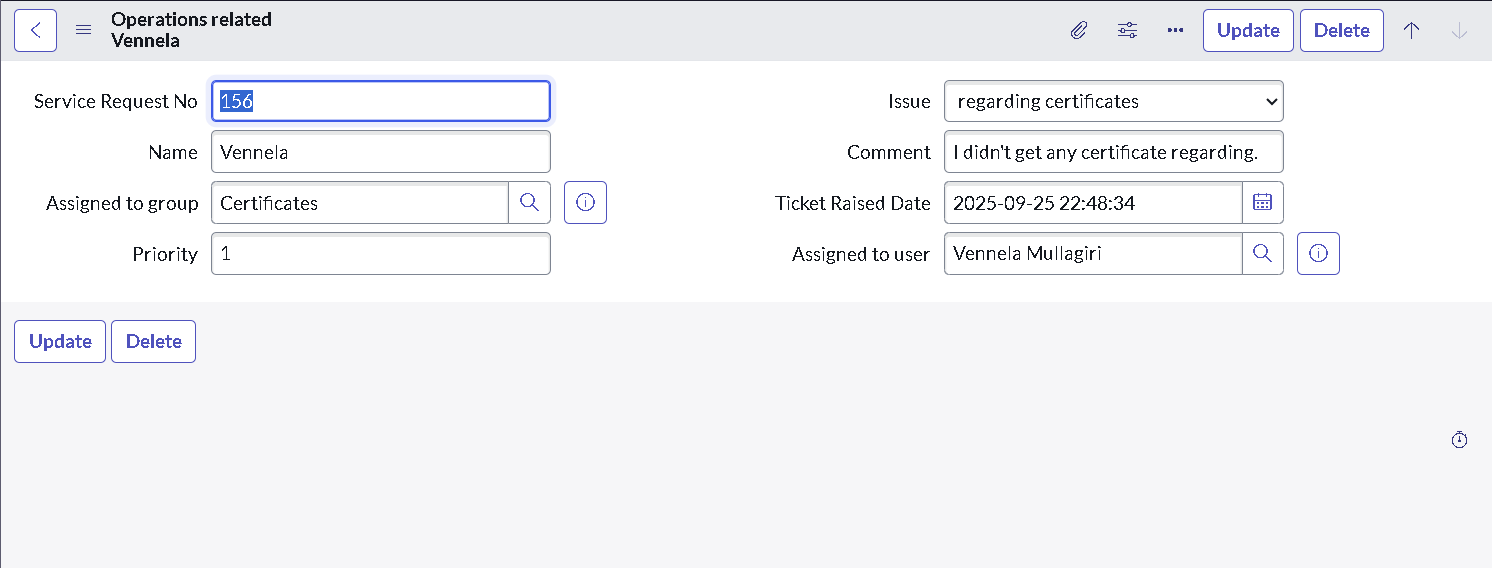 Operations related
Vennela
Update Delete
Service Request No 156
Issue regarding certificates
Name Vennela
Comment I didn't get any certificate regarding.
Assigned to group Certificates
Ticket Raised Date 2025-09-25 22:48:34
Priority 1
Assigned to user Vennela Mullagiri
Update Delete